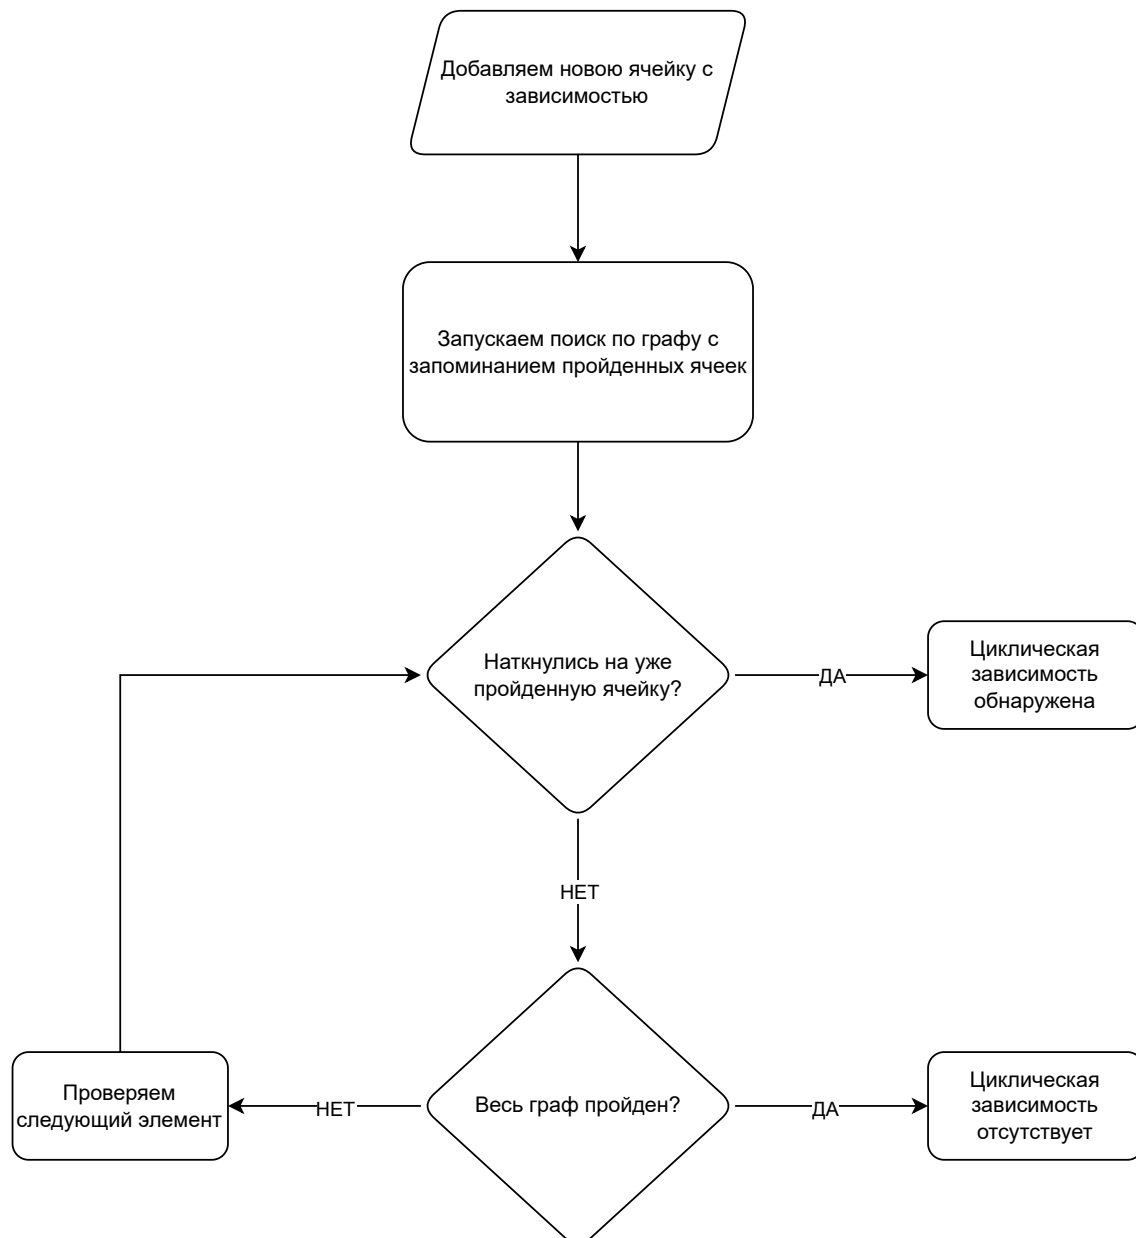 Добавляем новою ячейку с
зависимостью
Запускаем поиск по графу с
запоминанием пройденных ячеек
Наткнулись на уже
пройденную ячейку?
ДА
Циклическая
зависимость
обнаружена
НЕТ
Проверяем
следующий элемент
НЕТ
Весь граф пройден?
ДА
Циклическая
зависимость
отсутствует